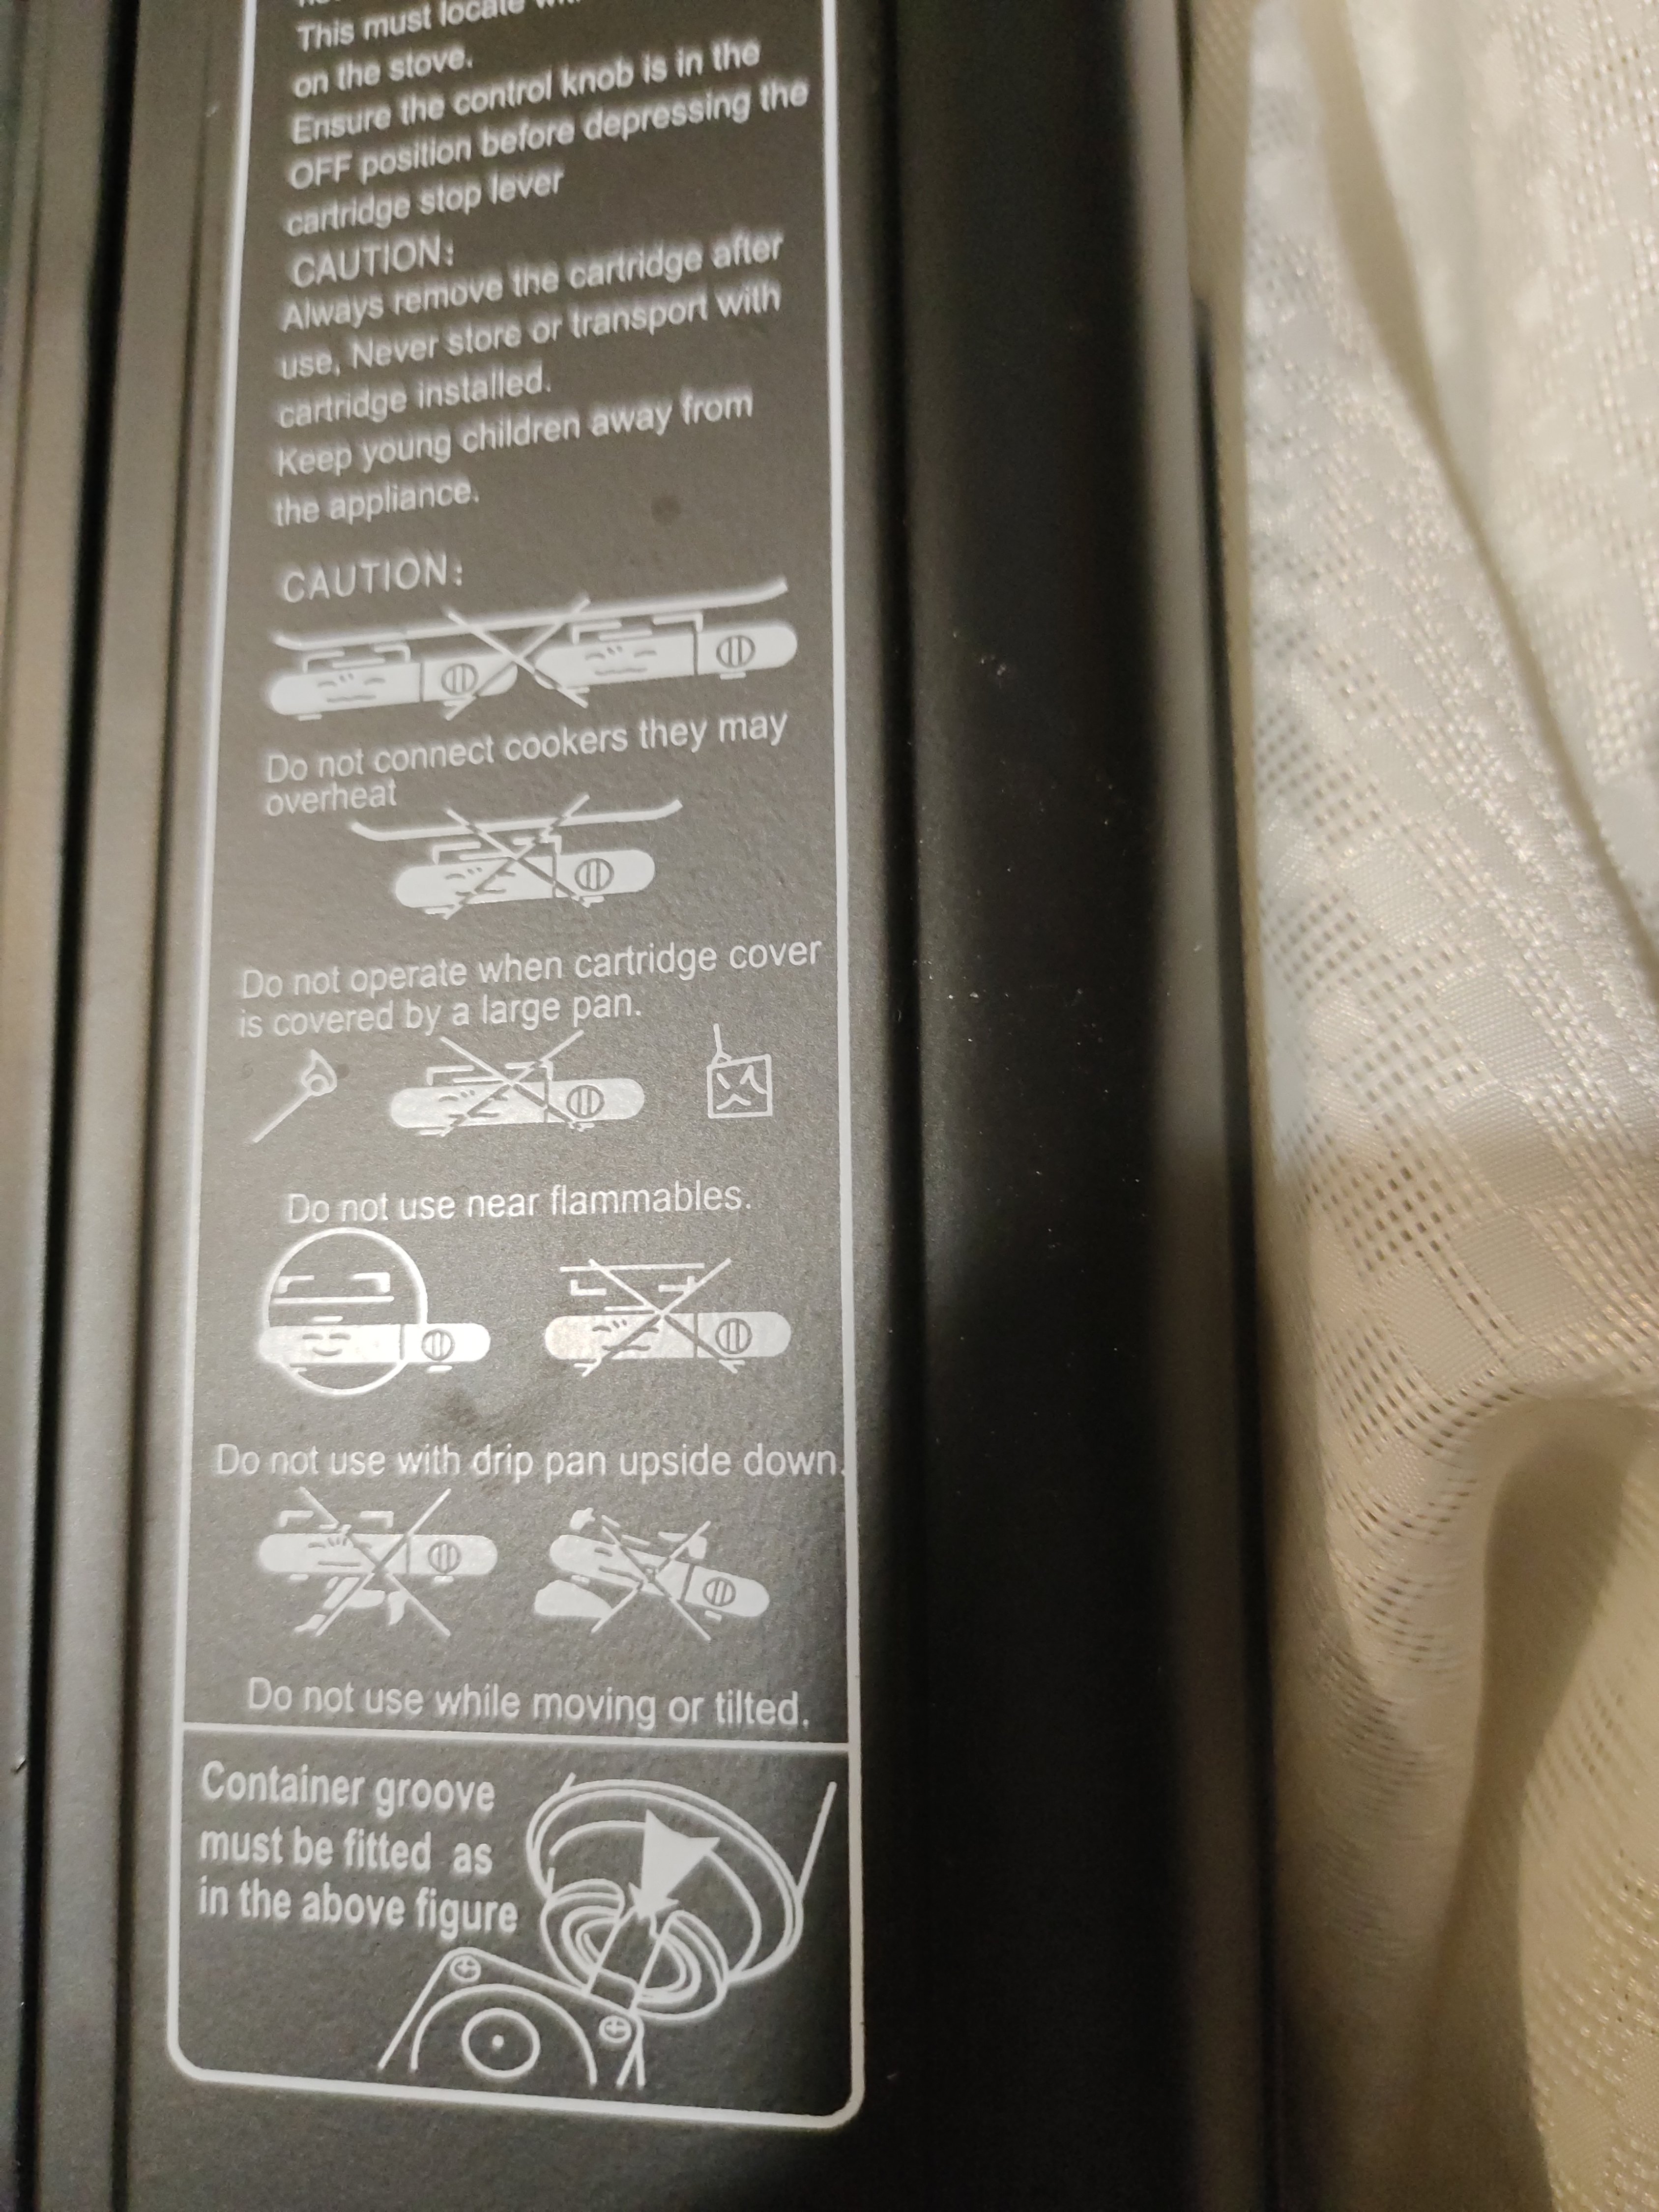 This must locate
on the stove.
Ensure the control knob is in the
OFF position before depressing the
cartridge stop lever
CAUTION:
Always remove the cartridge after
use, Never store or transport with
cartridge installed.
Keep young children away from
the appliance.
CAUTION:
Do not connect cookers they may
overheat
Do not operate when cartridge cover
is covered by a large pan.
Do not use near flammables.
Do not use with drip pan upside down.
Do not use while moving or tilted.
Container groove
must be fitted as
in the above figure